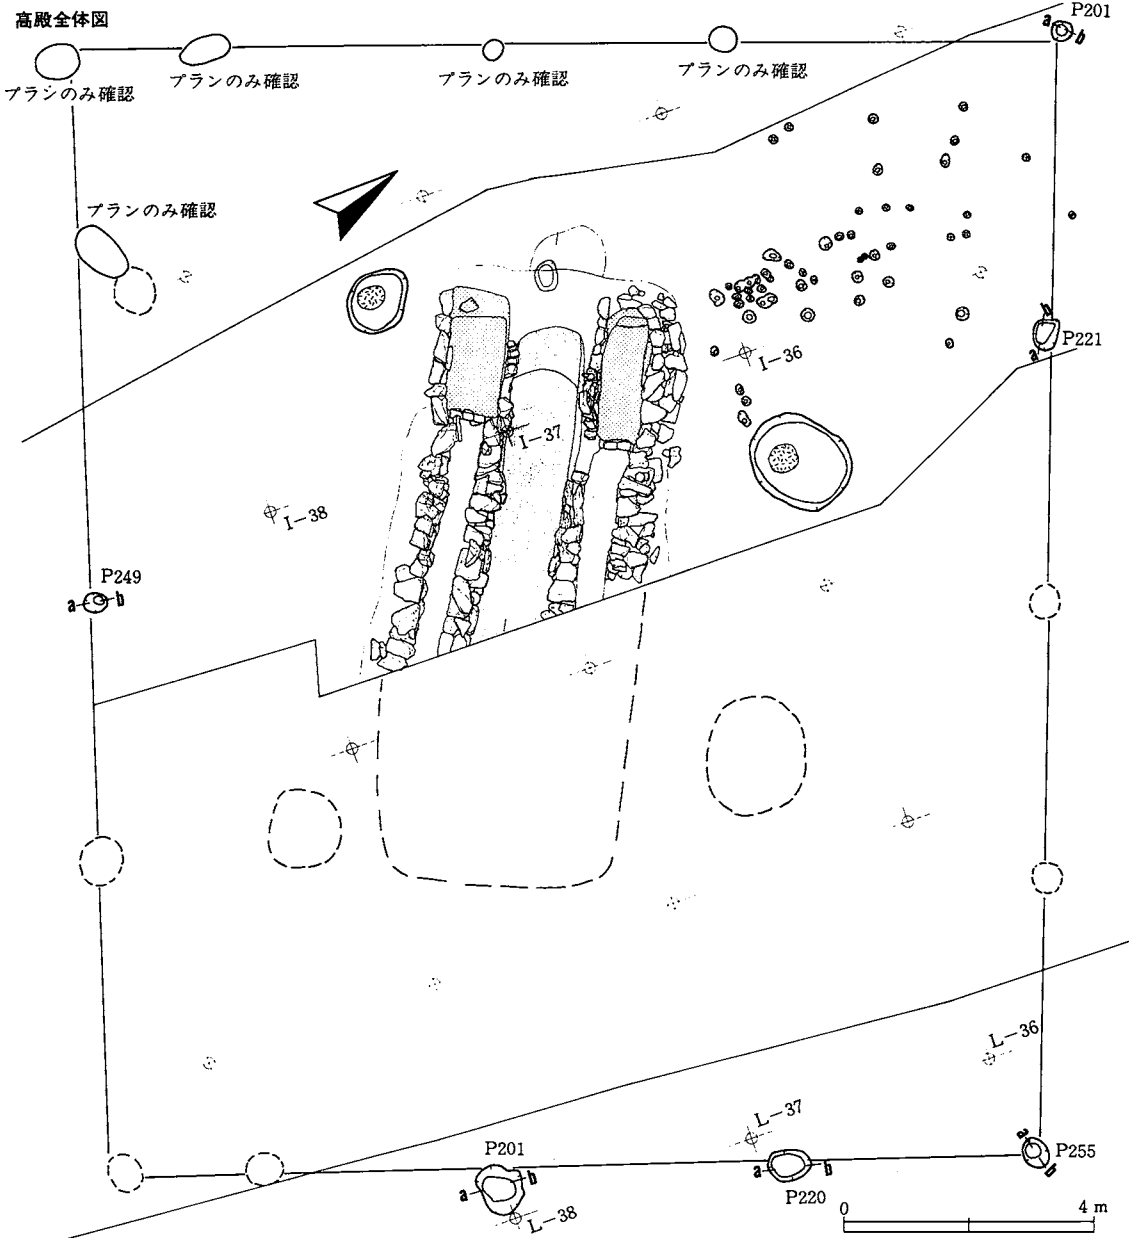 高殿全体図
P201
a b
プランのみ確認
プランのみ確認
プランのみ確認
プランのみ確認
プランのみ確認
b
P221
a
I-36
I-37
I-38
P249
a b
L-36
L-37
P201
a b
a b
P220
a
P255
b
L-38
0 4 m